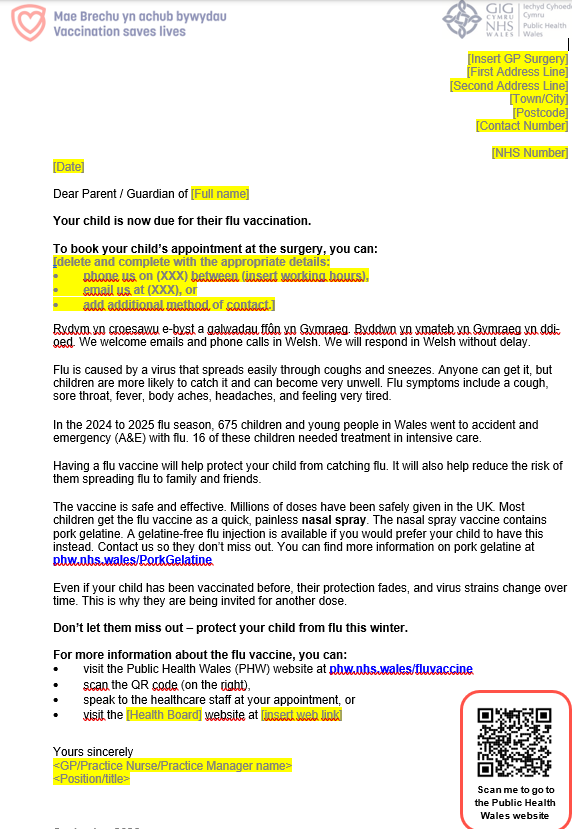 Mae Brechu yn achub bywydau
Vaccination saves lives
GIG
CYMRU
NHS
WALES
Iechyd Cyhoeddus
Cymru
Public Health
Wales
[Insert GP Surgery]
[First Address Line]
[Second Address Line]
[Town/City]
[Postcode]
[Contact Number]
[NHS Number]
[Date]
Dear Parent / Guardian of [Full name]
Your child is now due for their flu vaccination.
To book your child's appointment at the surgery, you can:
[delete and complete with the appropriate details:
• phone us on (XXX) between (insert working hours),
• email us at (XXX), or
• add additional method of contact.]
Rydym yn croesawu e-byst a galwadau ffôn yn Gymraeg. Byddwn yn ymateb yn Gymraeg yn ddi-
oed. We welcome emails and phone calls in Welsh. We will respond in Welsh without delay.
Flu is caused by a virus that spreads easily through coughs and sneezes. Anyone can get it, but
children are more likely to catch it and can become very unwell. Flu symptoms include a cough,
sore throat, fever, body aches, headaches, and feeling very tired.
In the 2024 to 2025 flu season, 675 children and young people in Wales went to accident and
emergency (A&E) with flu. 16 of these children needed treatment in intensive care.
Having a flu vaccine will help protect your child from catching flu. It will also help reduce the risk of
them spreading flu to family and friends.
The vaccine is safe and effective. Millions of doses have been safely given in the UK. Most
children get the flu vaccine as a quick, painless nasal spray. The nasal spray vaccine contains
pork gelatine. A gelatine-free flu injection is available if you would prefer your child to have this
instead. Contact us so they don't miss out. You can find more information on pork gelatine at
phw.nhs.wales/PorkGelatine
Even if your child has been vaccinated before, their protection fades, and virus strains change over
time. This is why they are being invited for another dose.
Don't let them miss out – protect your child from flu this winter.
For more information about the flu vaccine, you can:
• visit the Public Health Wales (PHW) website at phw.nhs.wales/fluvaccine
• scan the QR code (on the right),
• speak to the healthcare staff at your appointment, or
• visit the [Health Board] website at [insert web link]
Yours sincerely
<GP/Practice Nurse/Practice Manager name>
<Position/title>
Scan me to go to
the Public Health
Wales website